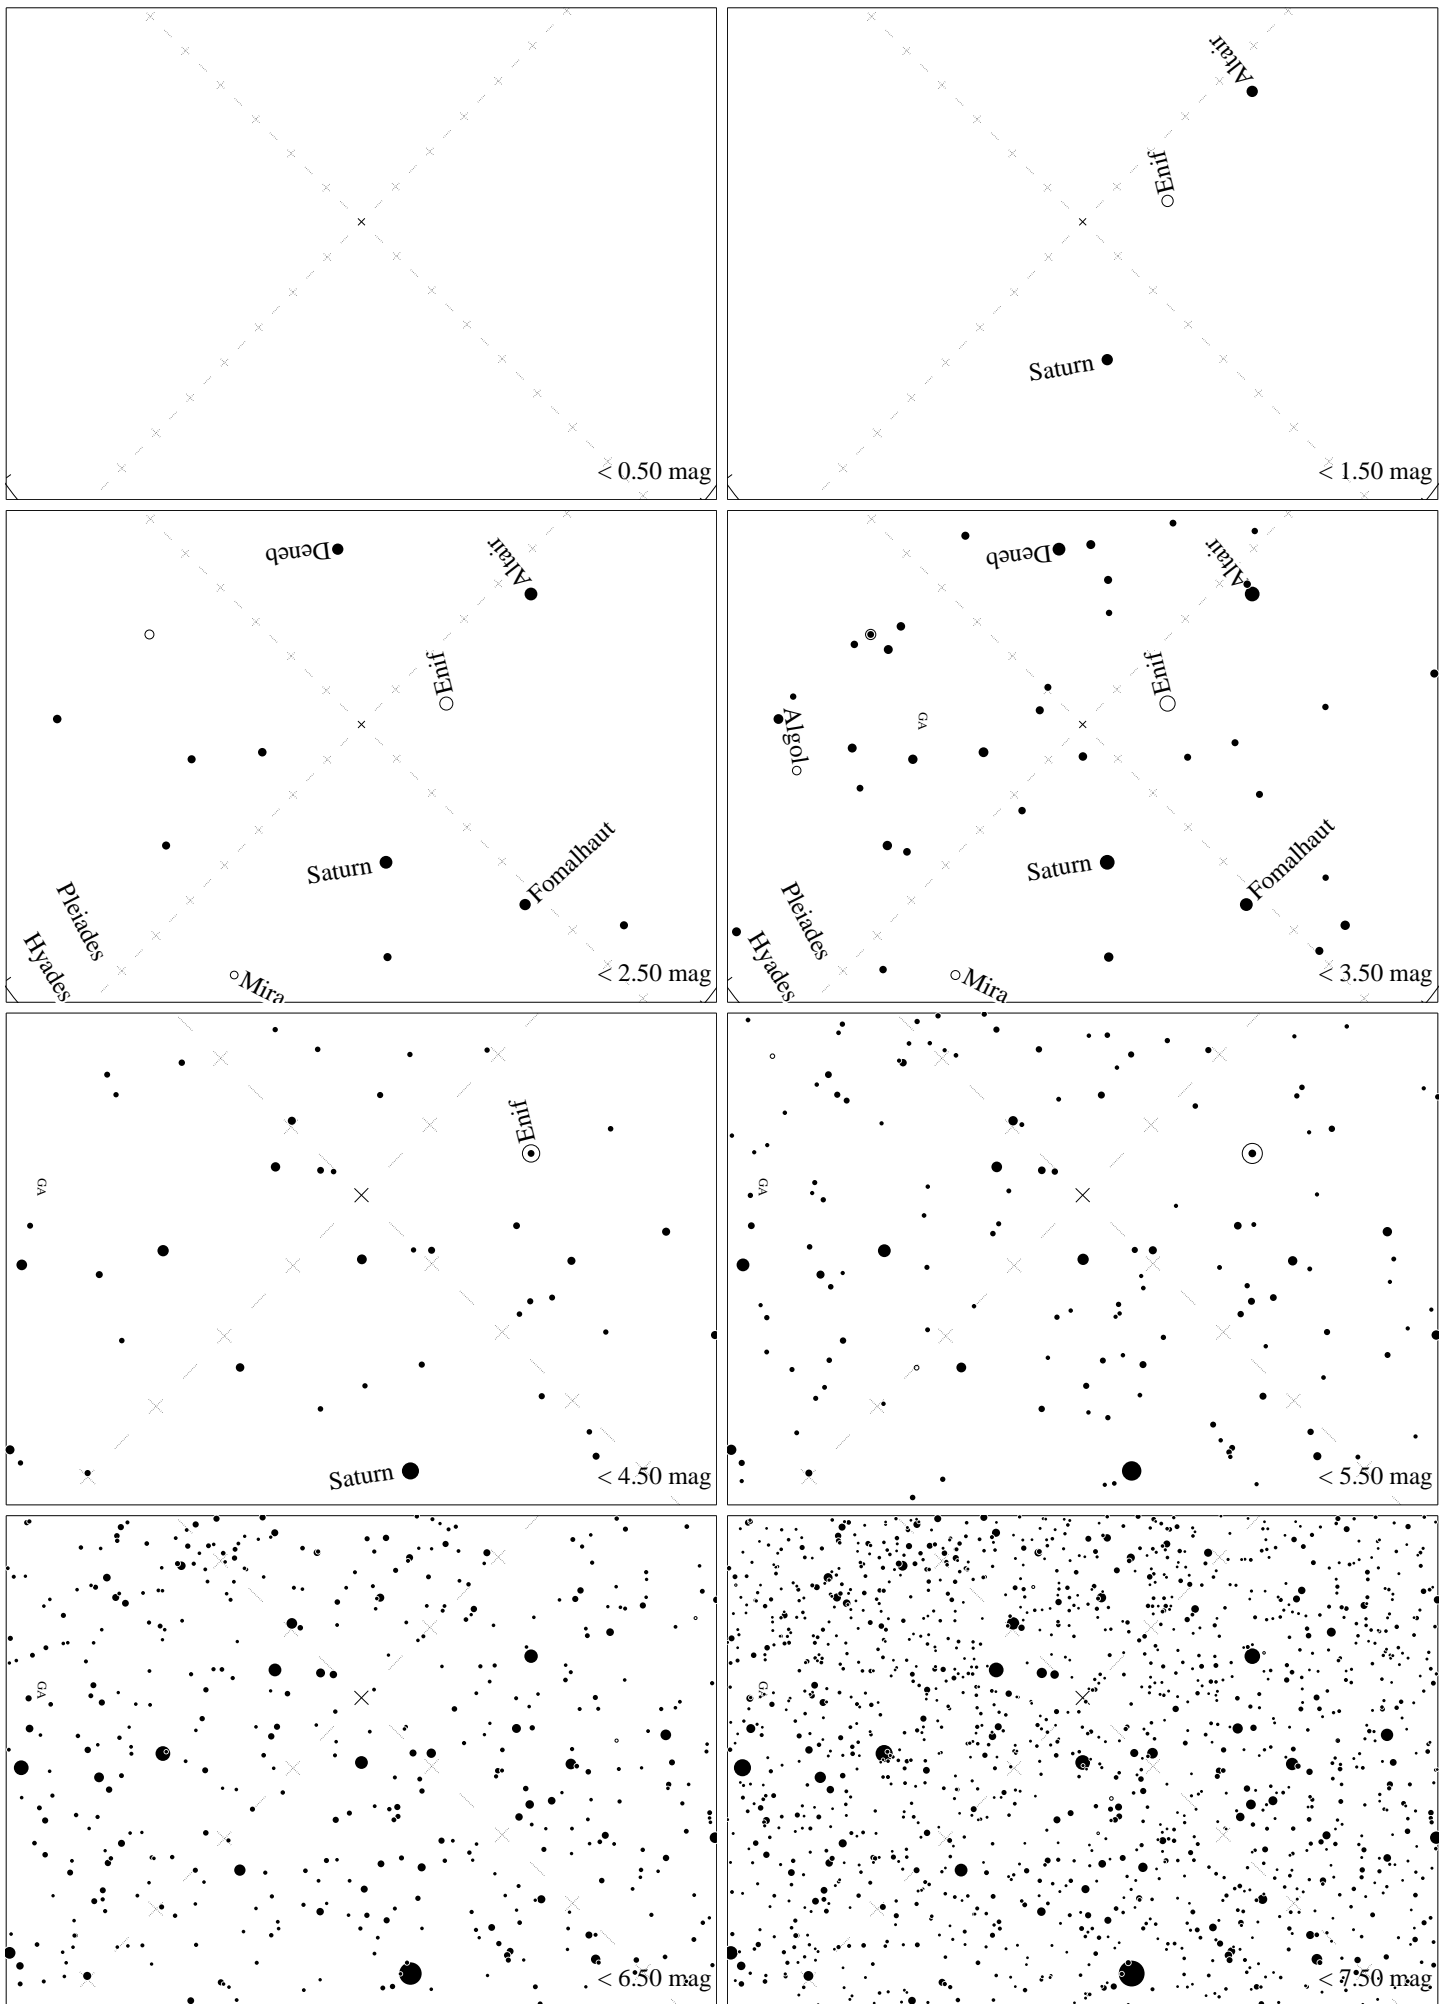 < 0.50 mag
Altair
Enif
Saturn
< 1.50 mag
Deneb
Altair
Enif
Saturn
Fomalhaut
Pleiades
Hyades
Mira
< 2.50 mag
Deneb
Altair
Enif
Algol
GA
Saturn
Fomalhaut
Pleiades
Hyades
Mira
< 3.50 mag
Enif
GA
Saturn
< 4.50 mag
GA
< 5.50 mag
GA
< 6.50 mag
GA
< 7.50 mag